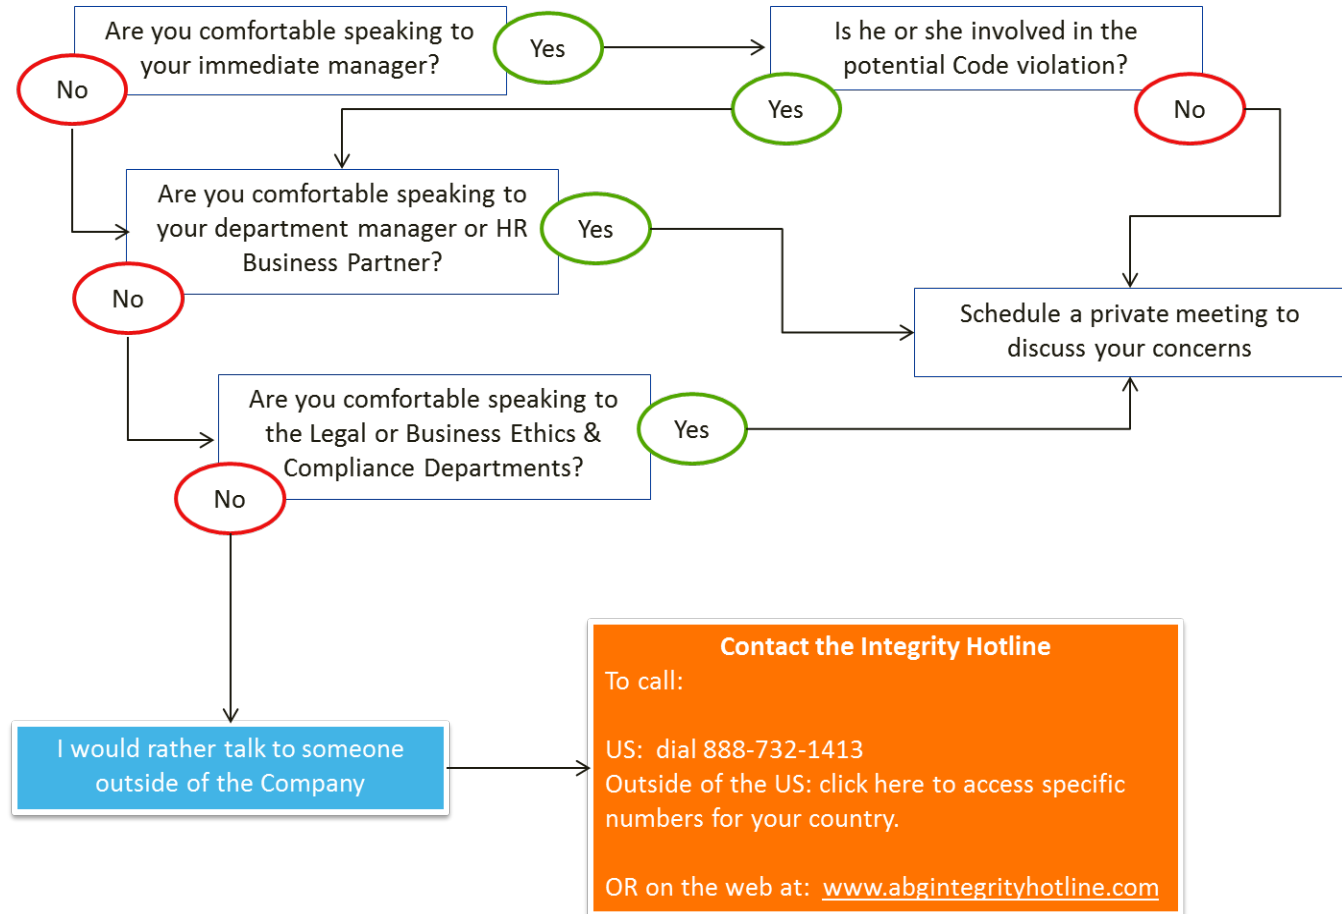 Are you comfortable speaking to
your immediate manager?
Yes
No
Is he or she involved in the
potential Code violation?
Yes
No
Are you comfortable speaking to
your department manager or HR
Business Partner?
Yes
No
Schedule a private meeting to
discuss your concerns
Are you comfortable speaking to
the Legal or Business Ethics &
Compliance Departments?
Yes
No
I would rather talk to someone
outside of the Company
Contact the Integrity Hotline
To call:
US: dial 888-732-1413
Outside of the US: click here to access specific
numbers for your country.
OR on the web at: www.abgintegrityhotline.com